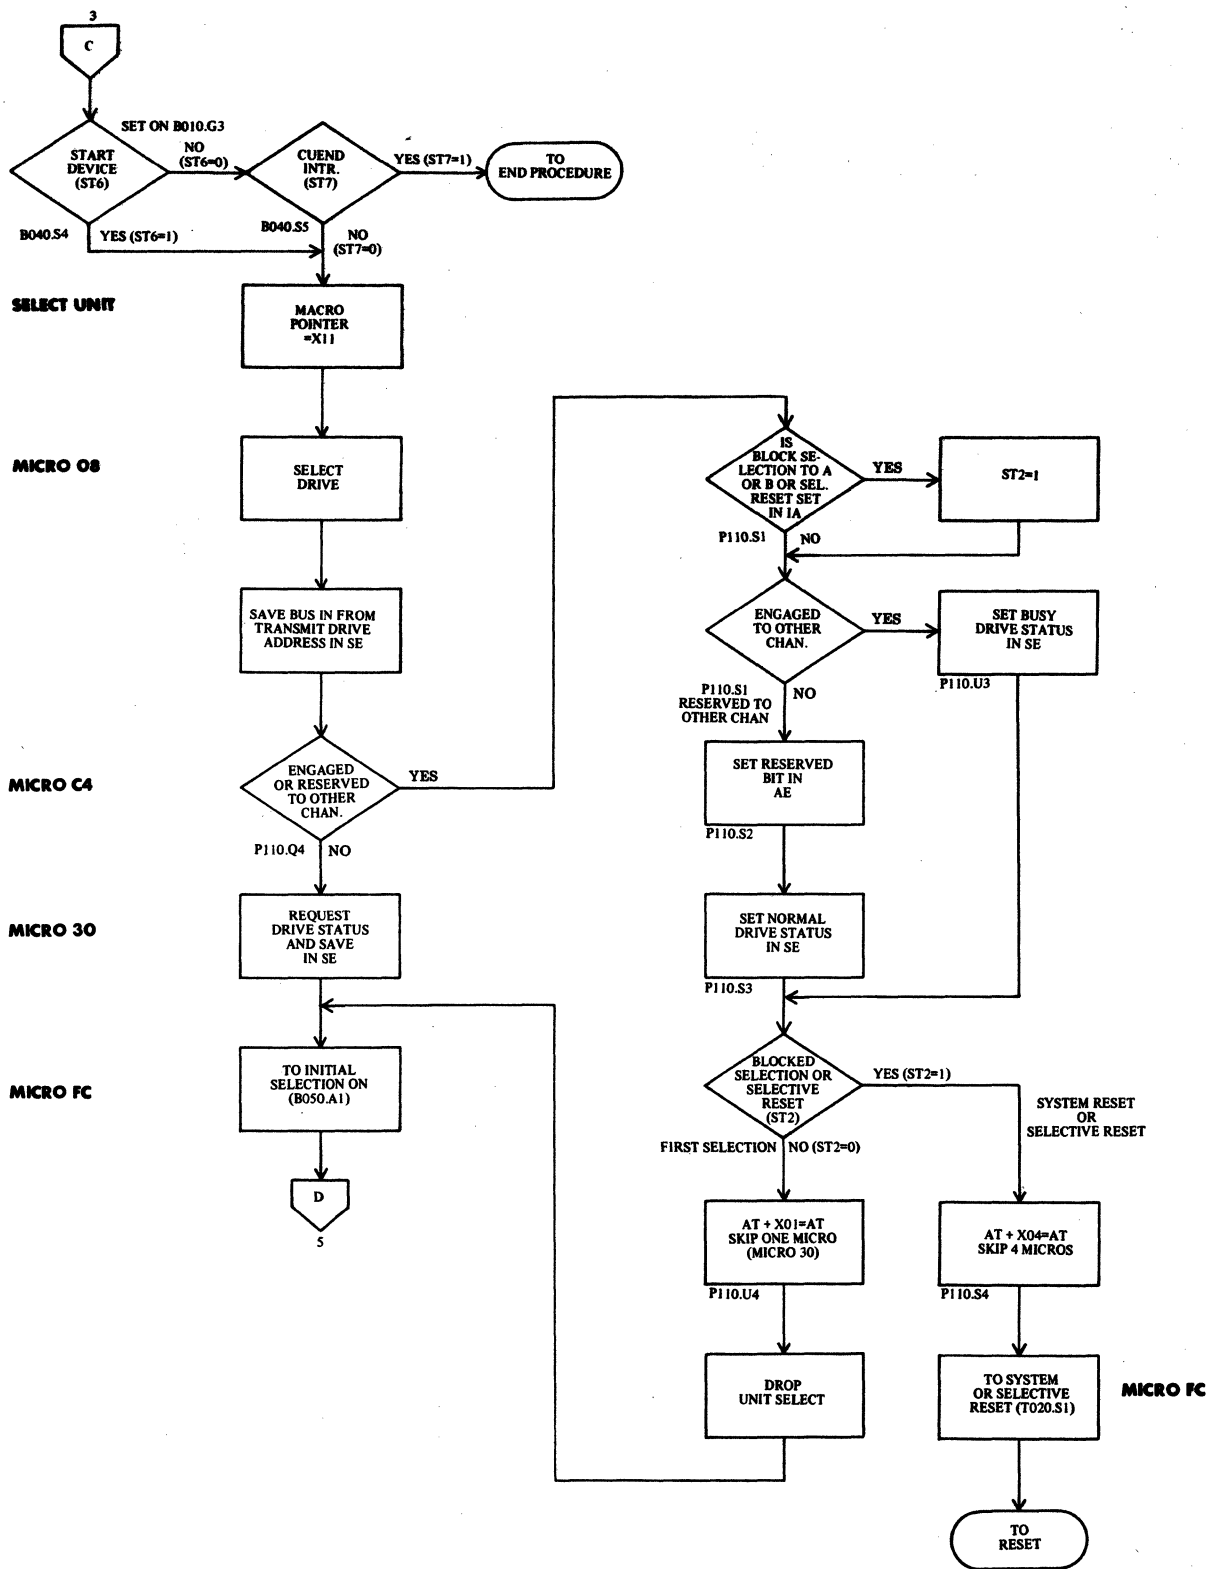 3
C
SET ON B010.G3
START
DEVICE
(ST6)
NO
(ST6=0)
CUEND
INTR.
(ST7)
YES (ST7=1)
TO
END PROCEDURE
B040.S4
YES (ST6=1)
B040.S5
NO
(ST7=0)
SELECT UNIT
MACRO
POINTER
=X11
MICRO 08
SELECT
DRIVE
SAVE BUS IN FROM
TRANSMIT DRIVE
ADDRESS IN SE
MICRO C4
ENGAGED
OR RESERVED
TO OTHER
CHAN.
YES
P110.Q4
NO
MICRO 30
REQUEST
DRIVE STATUS
AND SAVE
IN SE
MICRO FC
TO INITIAL
SELECTION ON
(B050.A1)
D
5
IS
BLOCK SE-
LECTION TO A
OR B OR SEL.
RESET SET
IN IA
YES
ST2=1
P110.S1
NO
ENGAGED
TO OTHER
CHAN.
YES
SET BUSY
DRIVE STATUS
IN SE
P110.U3
P110.S1
RESERVED TO
OTHER CHAN
NO
SET RESERVED
BIT IN
AE
P110.S2
SET NORMAL
DRIVE STATUS
IN SE
P110.S3
BLOCKED
SELECTION OR
SELECTIVE
RESET
(ST2)
YES (ST2=1)
SYSTEM RESET
OR
SELECTIVE RESET
FIRST SELECTION
NO (ST2=0)
AT + X01=AT
SKIP ONE MICRO
(MICRO 30)
P110.U4
AT + X04=AT
SKIP 4 MICROS
P110.S4
DROP
UNIT SELECT
TO SYSTEM
OR SELECTIVE
RESET (T020.S1)
MICRO FC
TO
RESET